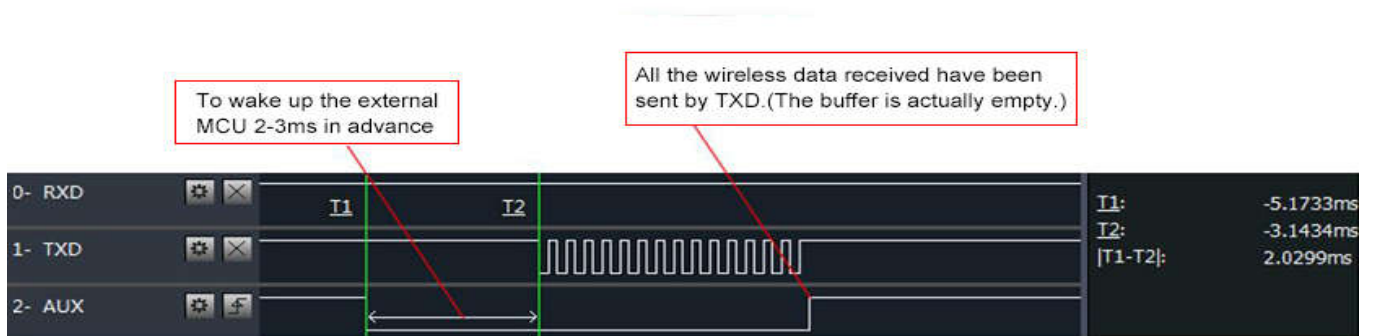 All the wireless data received have been
sent by TXD.(The buffer is actually empty.)
To wake up the external
MCU 2-3ms in advance
0- RXD
T1
T2
1- TXD
2- AUX
T1: -5.1733ms
T2: -3.1434ms
|T1-T2|: 2.0299ms